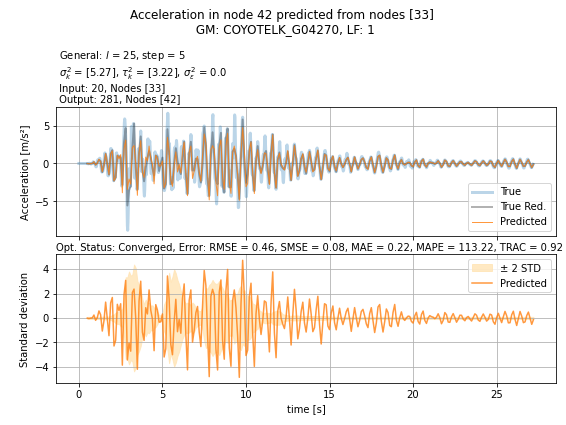 Acceleration in node 42 predicted from nodes [33]
GM: COYOTELK_G04270, LF: 1
General: l = 25, step = 5
σ²ₖ = [5.27], τ²ₖ = [3.22], σ²ε = 0.0
Input: 20, Nodes [33]
Output: 281, Nodes [42]
Acceleration [m/s²]
5
0
−5
True
True Red.
Predicted
Opt. Status: Converged, Error: RMSE = 0.46, SMSE = 0.08, MAE = 0.22, MAPE = 113.22, TRAC = 0.92
Standard deviation
4
2
0
−2
−4
± 2 STD
Predicted
0 5 10 15 20 25
time [s]